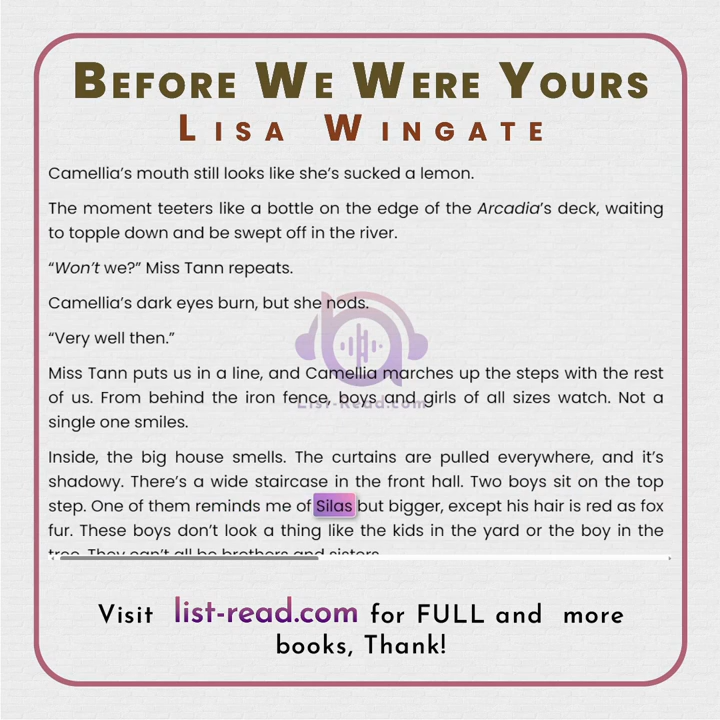 BEFORE WE WERE YOURS
LISA WINGATE
Camellia’s mouth still looks like she’s sucked a lemon.
The moment teeters like a bottle on the edge of the Arcadia’s deck, waiting
to topple down and be swept off in the river.
“Won’t we?” Miss Tann repeats.
Camellia’s dark eyes burn, but she nods.
“Very well then.”
Miss Tann puts us in a line, and Camellia marches up the steps with the rest
of us. From behind the iron fence, boys and girls of all sizes watch. Not a
List-Read.com
single one smiles.
Inside, the big house smells. The curtains are pulled everywhere, and it’s
shadowy. There’s a wide staircase in the front hall. Two boys sit on the top
step. One of them reminds me of Silas but bigger, except his hair is red as fox
fur. These boys don’t look a thing like the kids in the yard or the boy in the
tree. They can’t all be brothers and sisters.
Visit list-read.com for FULL and more
books, Thank!